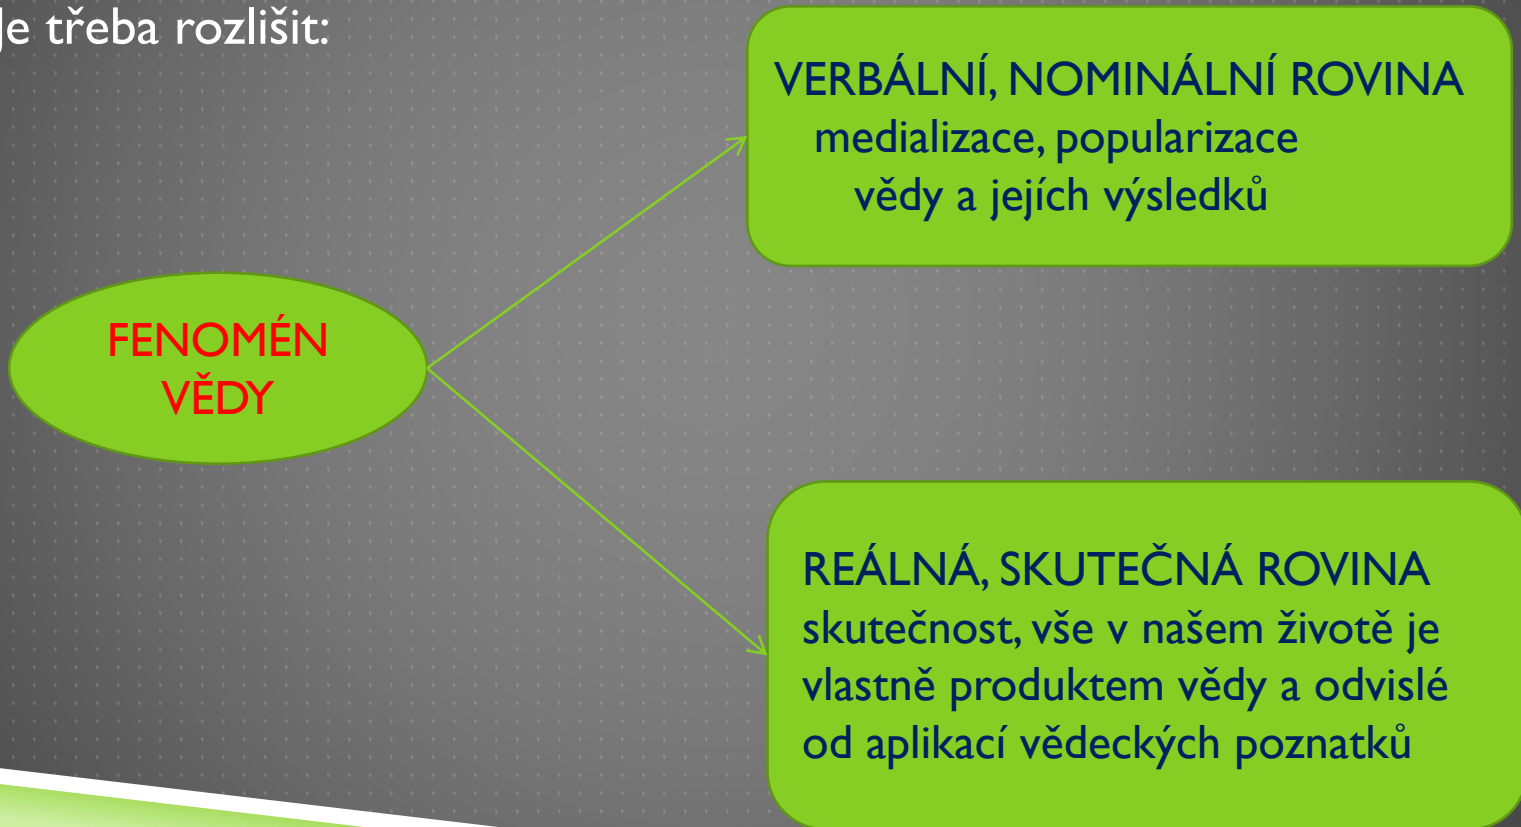 Je třeba rozlišit:
VERBÁLNÍ, NOMINÁLNÍ ROVINA
medializace, popularizace
vědy a jejích výsledků
FENOMÉN
VĚDY
REÁLNÁ, SKUTEČNÁ ROVINA
skutečnost, vše v našem životě je
vlastně produktem vědy a odvislé
od aplikací vědeckých poznatků